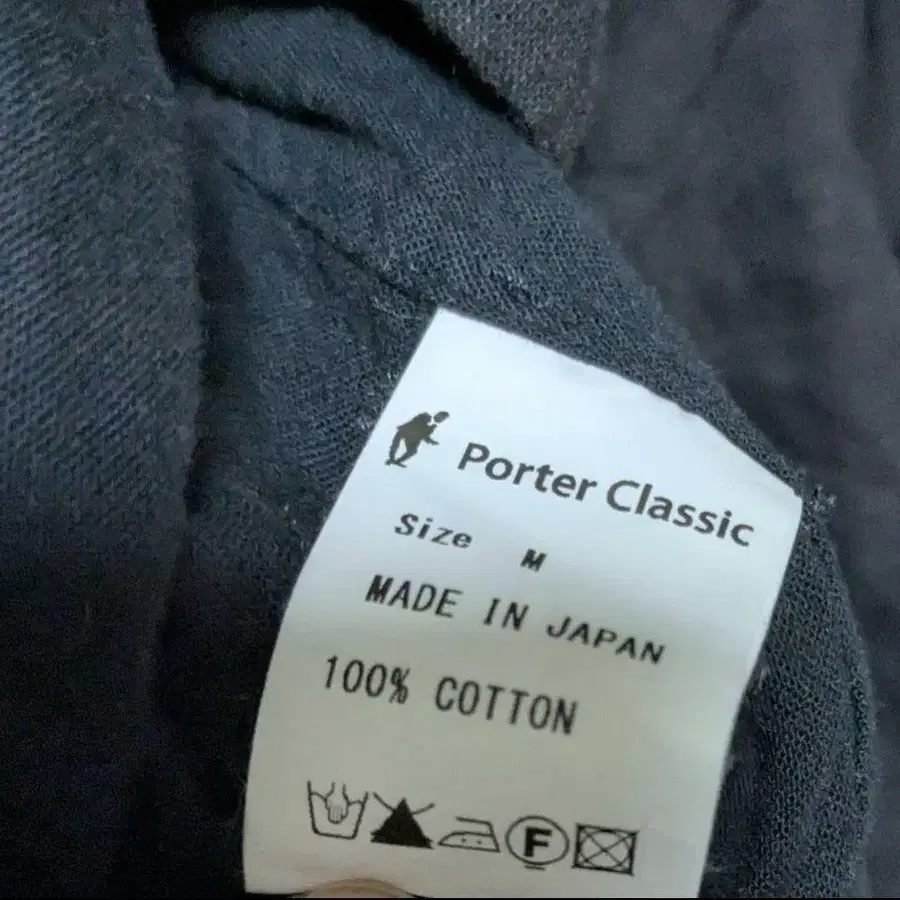 Porter Classic
Size M
MADE IN JAPAN
100% COTTON
F